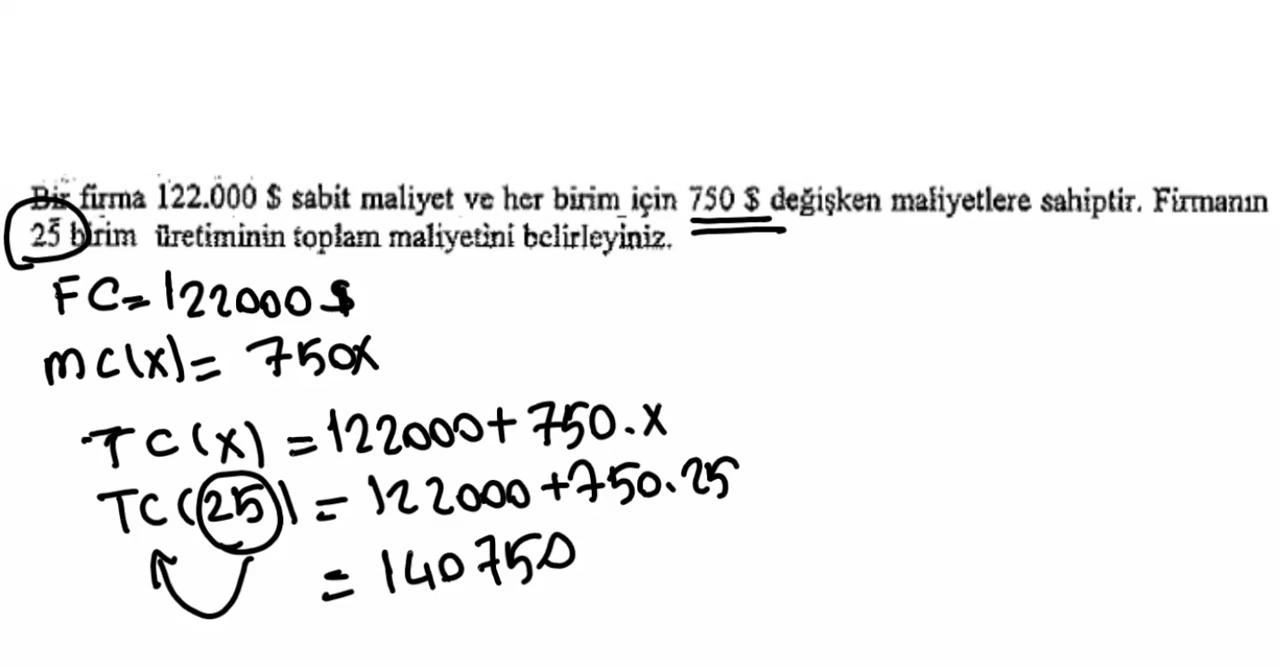 Bir firma 122.000 $ sabit maliyet ve her birim için 750 $ değişken maliyetlere sahiptir. Firmanın
25 birim üretiminin toplam maliyetini belirleyiniz.
FC=122000$
mC(x)= 750x
TC(x) =122000+750.x
TC(25) =122000+750.25
= 140750